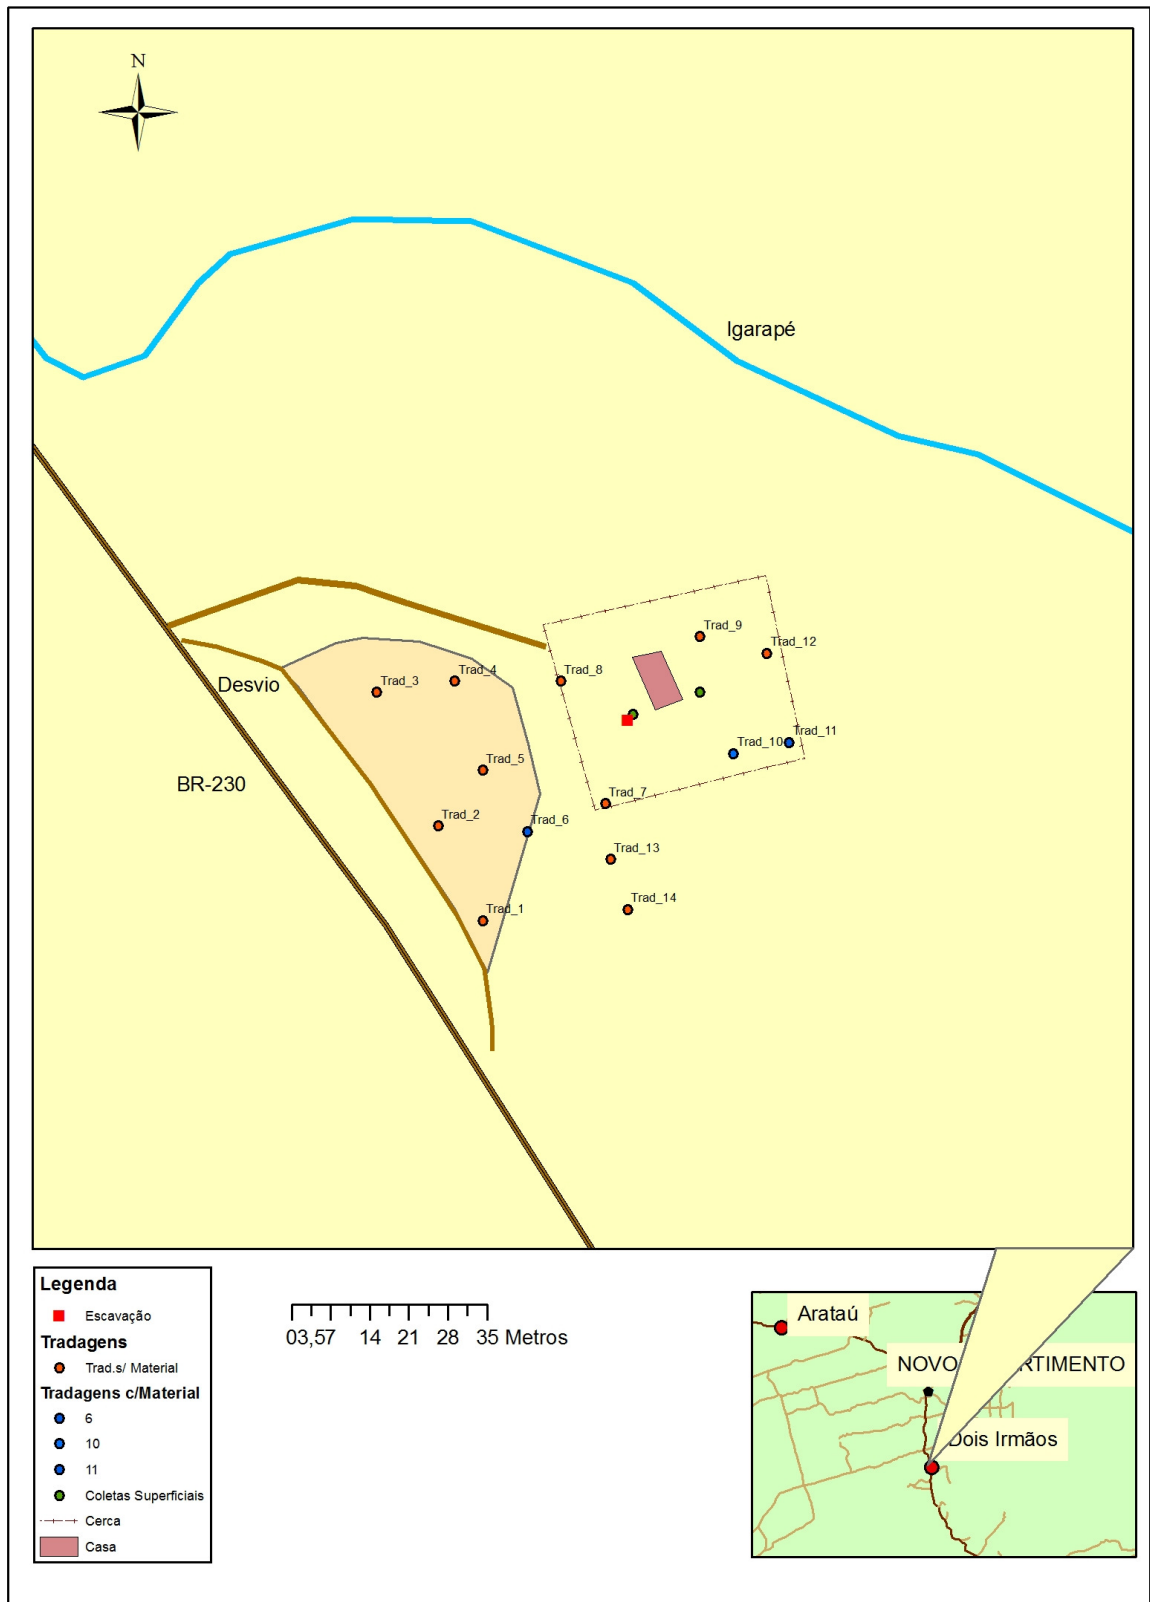 N
Igarapé
Trad_9
Trad_12
Trad_4
Trad_8
Trad_3
Desvio
Trad_11
Trad_10
Trad_5
BR-230
Trad_7
Trad_2
Trad_6
Trad_13
Trad_14
Trad_1
Legenda
Escavação
Tradagens
Trad.s/ Material
Tradagens c/Material
6
10
11
Coletas Superficiais
Cerca
Casa
03,57 14 21 28 35 Metros
Arataú
NOVO RTIMENTO
Dois Irmãos